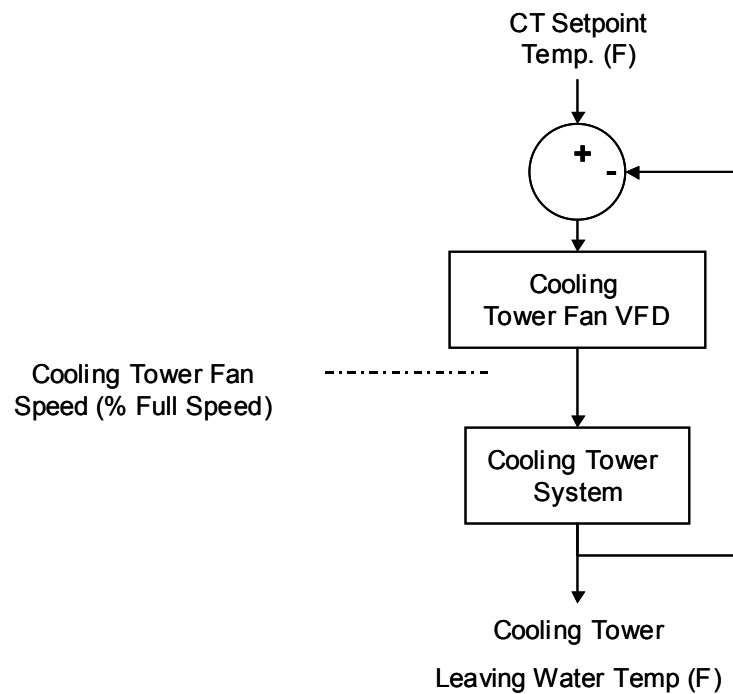 CT Setpoint
Temp. (F)
+
-
Cooling
Tower Fan VFD
Cooling Tower Fan
Speed (% Full Speed)
Cooling Tower
System
Cooling Tower
Leaving Water Temp (F)